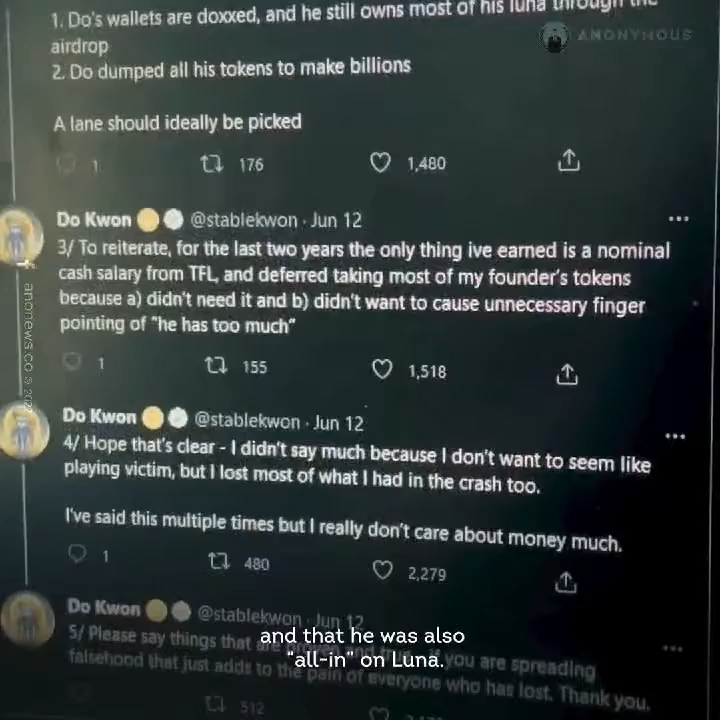 1. Do's wallets are doxxed, and he still owns most of his luna through the
airdrop
2. Do dumped all his tokens to make billions
ANONYMOUS
A lane should ideally be picked
1 176 1,480
Do Kwon @stablekwon · Jun 12
3/ To reiterate, for the last two years the only thing ive earned is a nominal
cash salary from TFL, and deferred taking most of my founder's tokens
because a) didn't need it and b) didn't want to cause unnecessary finger
pointing of "he has too much"
1 155 1,518
anonews.co
Do Kwon @stablekwon · Jun 12
4/ Hope that's clear - I didn't say much because I don't want to seem like
playing victim, but I lost most of what I had in the crash too.
I've said this multiple times but I really don't care about money much.
1 480 2,279
Do Kwon @stablekwon · Jun 12
5/ Please say things that are true you are spreading
falsehood that just adds to the pain of everyone who has lost. Thank you.
and that he was also
"all-in" on Luna.
512